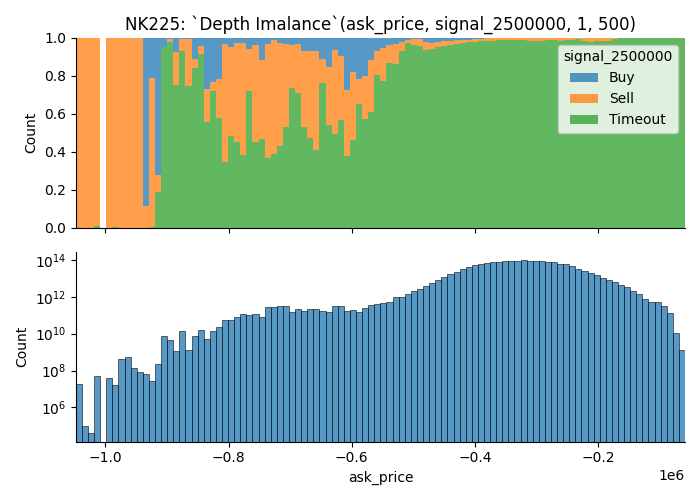 NK225: `Depth Imalance`(ask_price, signal_2500000, 1, 500)
1.0
0.8
0.6
0.4
0.2
0.0
Count
signal_2500000
Buy
Sell
Timeout
10^14
10^12
10^10
10^8
10^6
Count
−1.0 −0.8 −0.6 −0.4 −0.2
1e6
ask_price